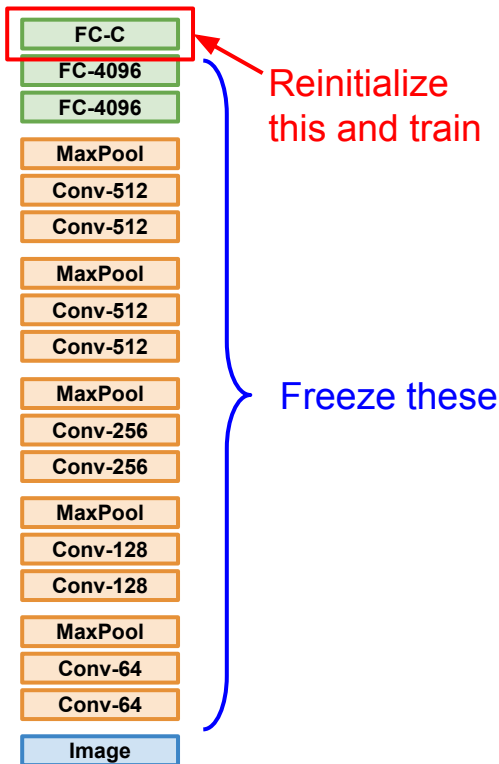 FC-C
FC-4096
FC-4096
MaxPool
Conv-512
Conv-512
MaxPool
Conv-512
Conv-512
MaxPool
Conv-256
Conv-256
MaxPool
Conv-128
Conv-128
MaxPool
Conv-64
Conv-64
Image
Reinitialize
this and train
Freeze these